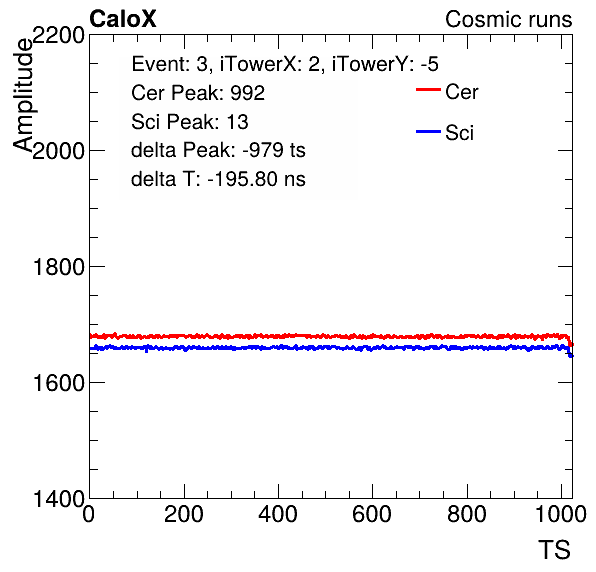 CaloX Cosmic runs
Event: 3, iTowerX: 2, iTowerY: -5
Cer Peak: 992
Sci Peak: 13
delta Peak: -979 ts
delta T: -195.80 ns
Cer
Sci
Amplitude
2200
2000
1800
1600
1400
0 200 400 600 800 1000
TS